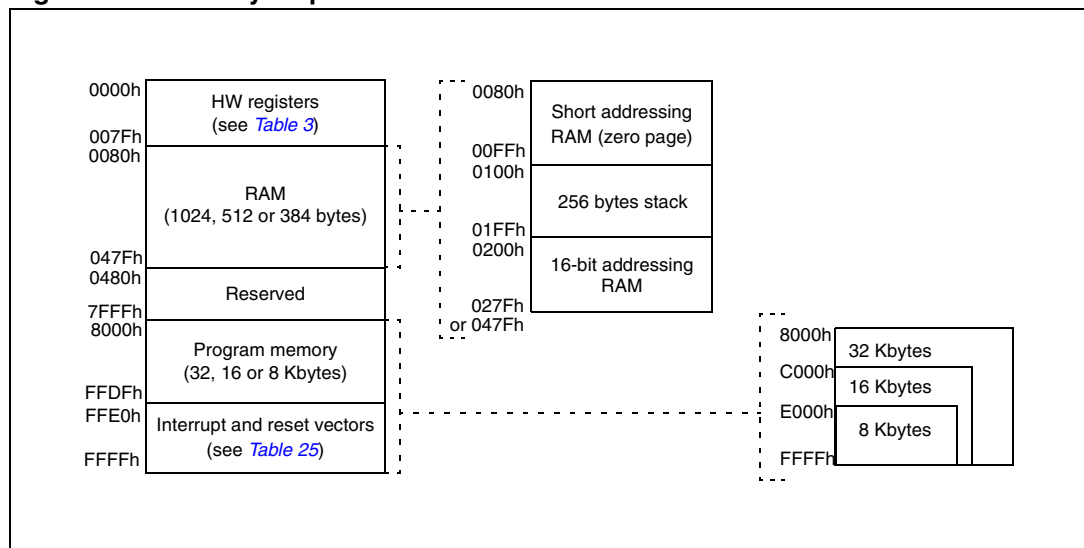 0000h
HW registers
(see Table 3)
007Fh
0080h
RAM
(1024, 512 or 384 bytes)
047Fh
0480h
Reserved
7FFFh
8000h
Program memory
(32, 16 or 8 Kbytes)
FFDFh
FFE0h
Interrupt and reset vectors
(see Table 25)
FFFFh
0080h
Short addressing
RAM (zero page)
00FFh
0100h
256 bytes stack
01FFh
0200h
16-bit addressing
RAM
027Fh
or 047Fh
8000h
32 Kbytes
C000h
16 Kbytes
E000h
8 Kbytes
FFFFh